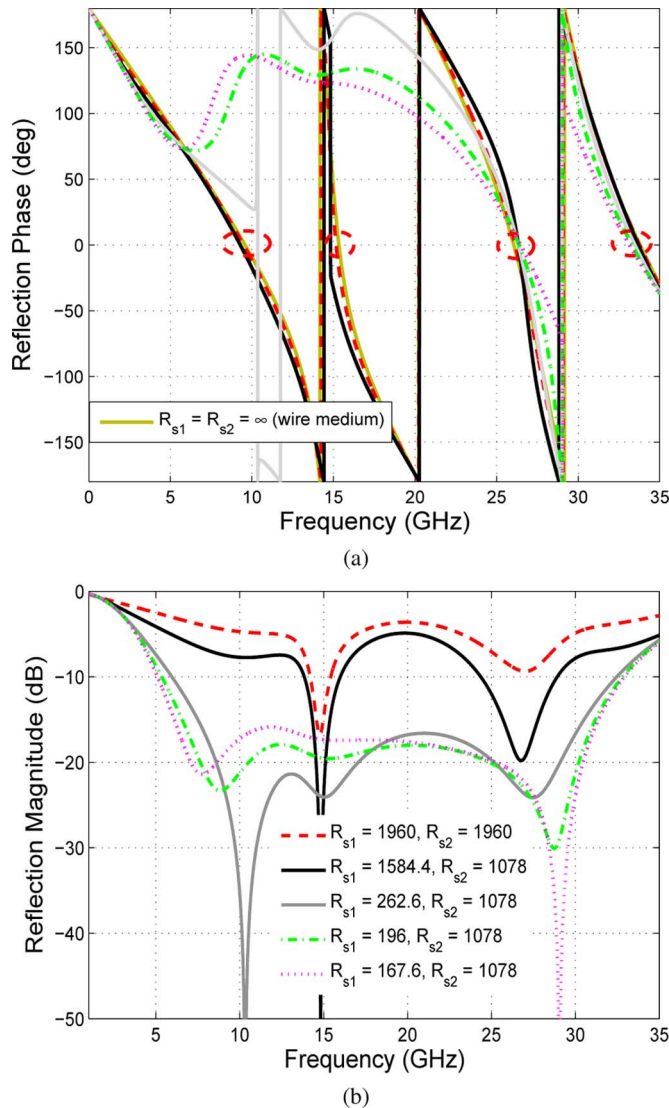 150
100
50
0
−50
−100
−150
Reflection Phase (deg)
R_s1 = R_s2 = ∞ (wire medium)
0 5 10 15 20 25 30 35
Frequency (GHz)
(a)
0
−10
−20
−30
−40
−50
Reflection Magnitude (dB)
R_s1 = 1960, R_s2 = 1960
R_s1 = 1584.4, R_s2 = 1078
R_s1 = 262.6, R_s2 = 1078
R_s1 = 196, R_s2 = 1078
R_s1 = 167.6, R_s2 = 1078
5 10 15 20 25 30 35
Frequency (GHz)
(b)